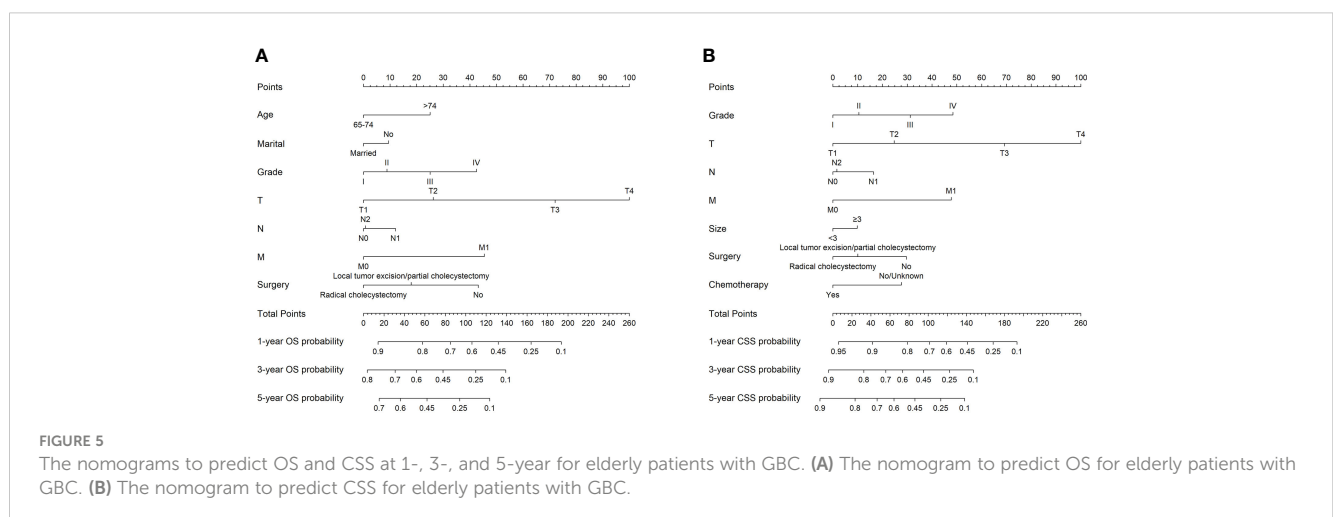 A
Points
0 10 20 30 40 50 60 70 80 90 100
Age
>74
65-74
Marital
No
Married
Grade
II IV
I III
T
T2 T4
T1 T3
N
N2
N0 N1
M
M1
M0
Surgery
Local tumor excision/partial cholecystectomy
Radical cholecystectomy No
Total Points
0 20 40 60 80 100 120 140 160 180 200 220 240 260
1-year OS probability
0.9 0.8 0.7 0.6 0.45 0.25 0.1
3-year OS probability
0.8 0.7 0.6 0.45 0.25 0.1
5-year OS probability
0.7 0.6 0.45 0.25 0.1
B
Points
0 10 20 30 40 50 60 70 80 90 100
Grade
II IV
I III
T
T2 T4
T1 T3
N
N2
N0 N1
M
M1
M0
Size
≥3
<3
Surgery
Local tumor excision/partial cholecystectomy
Radical cholecystectomy No
Chemotherapy
No/Unknown
Yes
Total Points
0 20 40 60 80 100 140 180 220 260
1-year CSS probability
0.95 0.9 0.8 0.7 0.6 0.45 0.25 0.1
3-year CSS probability
0.9 0.8 0.7 0.6 0.45 0.25 0.1
5-year CSS probability
0.9 0.8 0.7 0.6 0.45 0.25 0.1
FIGURE 5
The nomograms to predict OS and CSS at 1-, 3-, and 5-year for elderly patients with GBC. (A) The nomogram to predict OS for elderly patients with
GBC. (B) The nomogram to predict CSS for elderly patients with GBC.